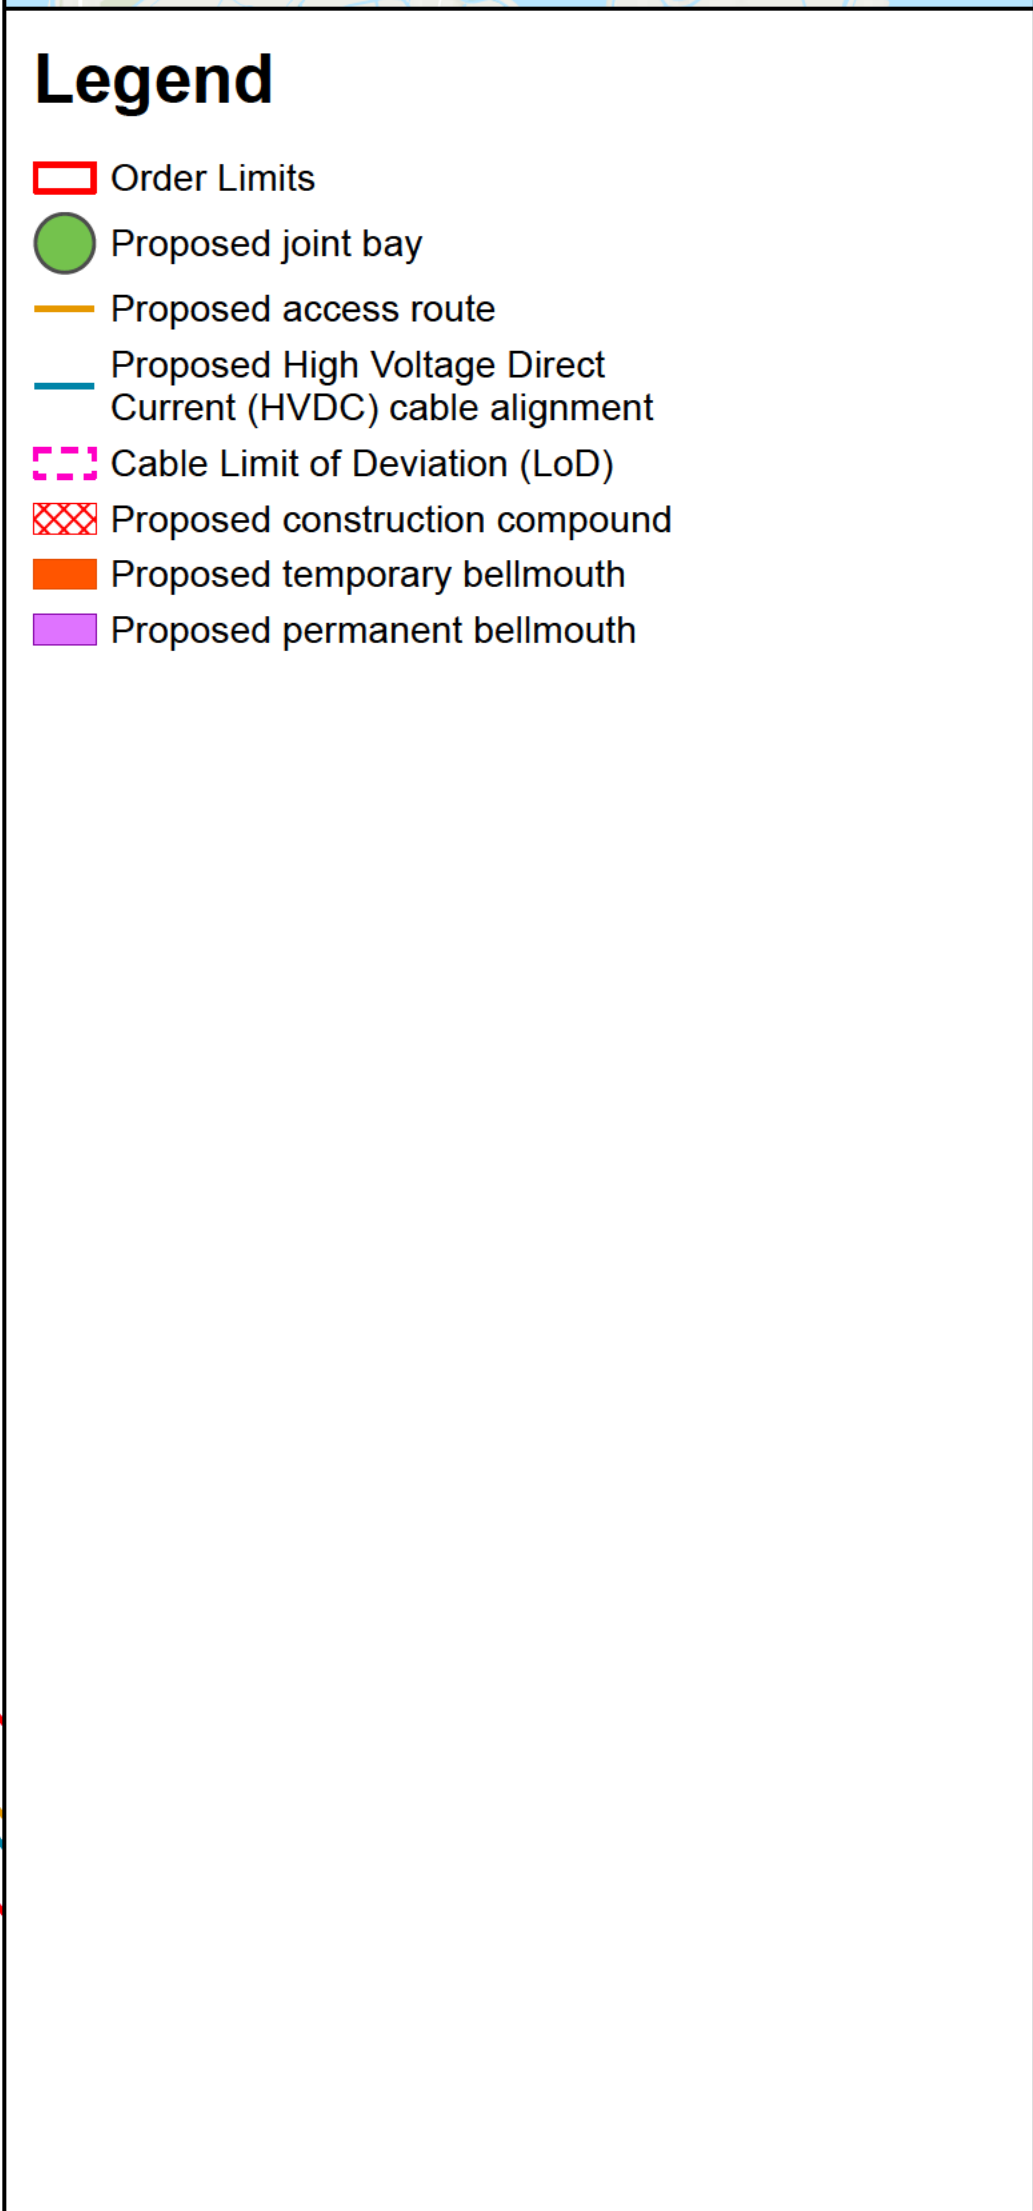 Legend
Order Limits
Proposed joint bay
Proposed access route
Proposed High Voltage Direct
Current (HVDC) cable alignment
Cable Limit of Deviation (LoD)
Proposed construction compound
Proposed temporary bellmouth
Proposed permanent bellmouth